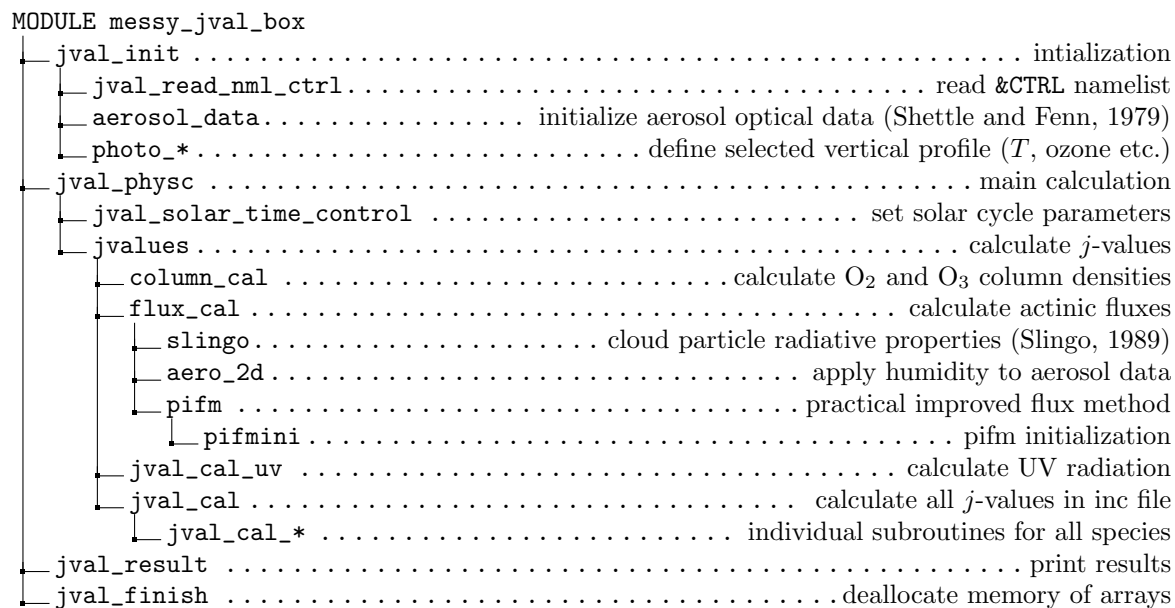 MODULE messy_jval_box
jval_init . . . . . . . . . . . . . . . . . . . . . . . . . . . . . . . . . . . . . . . . . . . . . . . . . . . . intialization
jval_read_nml_ctrl . . . . . . . . . . . . . . . . . . . . . . . . . . . . . . . . . . . read &CTRL namelist
aerosol_data . . . . . . . . . . . . . . . . initialize aerosol optical data (Shettle and Fenn, 1979)
photo_* . . . . . . . . . . . . . . . . . . . . . . . . . . . . . define selected vertical profile (T, ozone etc.)
jval_physc . . . . . . . . . . . . . . . . . . . . . . . . . . . . . . . . . . . . . . . . . . . . . . . . main calculation
jval_solar_time_control . . . . . . . . . . . . . . . . . . . . . . . . . . . set solar cycle parameters
jvalues . . . . . . . . . . . . . . . . . . . . . . . . . . . . . . . . . . . . . . . . . . . . . . . . calculate j-values
column_cal . . . . . . . . . . . . . . . . . . . . . . . . . . . . calculate O₂ and O₃ column densities
flux_cal . . . . . . . . . . . . . . . . . . . . . . . . . . . . . . . . . . . . . . . . . calculate actinic fluxes
slingo . . . . . . . . . . . . . . . . . . . . . . cloud particle radiative properties (Slingo, 1989)
aero_2d . . . . . . . . . . . . . . . . . . . . . . . . . . . . . . . . . apply humidity to aerosol data
pifm . . . . . . . . . . . . . . . . . . . . . . . . . . . . . . . . . . . practical improved flux method
pifmini . . . . . . . . . . . . . . . . . . . . . . . . . . . . . . . . . . . . . . . . . pifm initialization
jval_cal_uv . . . . . . . . . . . . . . . . . . . . . . . . . . . . . . . . . . . . . . . calculate UV radiation
jval_cal . . . . . . . . . . . . . . . . . . . . . . . . . . . . . . . . . . . calculate all j-values in inc file
jval_cal_* . . . . . . . . . . . . . . . . . . . . . . . . . . individual subroutines for all species
jval_result . . . . . . . . . . . . . . . . . . . . . . . . . . . . . . . . . . . . . . . . . . . . . . . . . . print results
jval_finish . . . . . . . . . . . . . . . . . . . . . . . . . . . . . . . . . . . . . . deallocate memory of arrays